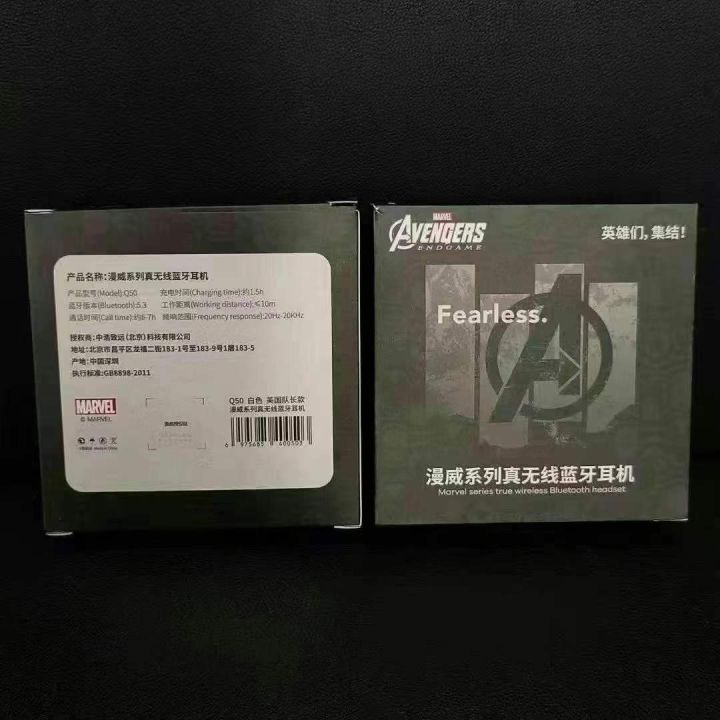 产品名称：漫威系列真无线蓝牙耳机
产品型号(Model):Q50 充电时间(Charging time):约1.5h
蓝牙版本(Bluetooth):5.3 工作距离(Working distance):≤10m
通话时间(Call time):约6-7h 频响范围(Frequency response):20Hz-20KHz
授权商：中浩致远（北京）科技有限公司
地址：北京市昌平区龙福二街183-1号至183-9号1层183-5
产地：中国深圳
执行标准:GB8898-2011
MARVEL
© MARVEL
Q50 白色 美国队长款
漫威系列真无线蓝牙耳机
6 975685 400503
MARVEL
AVENGERS
ENDGAME
英雄们，集结！
Fearless.
漫威系列真无线蓝牙耳机
Marvel series true wireless Bluetooth headset